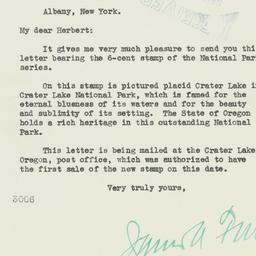 Albany, New York.
My dear Herbert:
It gives me very much pleasure to send you thi
letter bearing the 6-cent stamp of the National Par
series.
On this stamp is pictured placid Crater Lake i
Crater Lake National Park, which is famed for the
eternal blueness of its waters and for the beauty
and sublimity of its setting. The State of Oregon
holds a rich heritage in this outstanding National
Park.
This letter is being mailed at the Crater Lake
Oregon, post office, which was authorized to have
the first sale of the new stamp on this date.
Very truly yours,
3006
James A